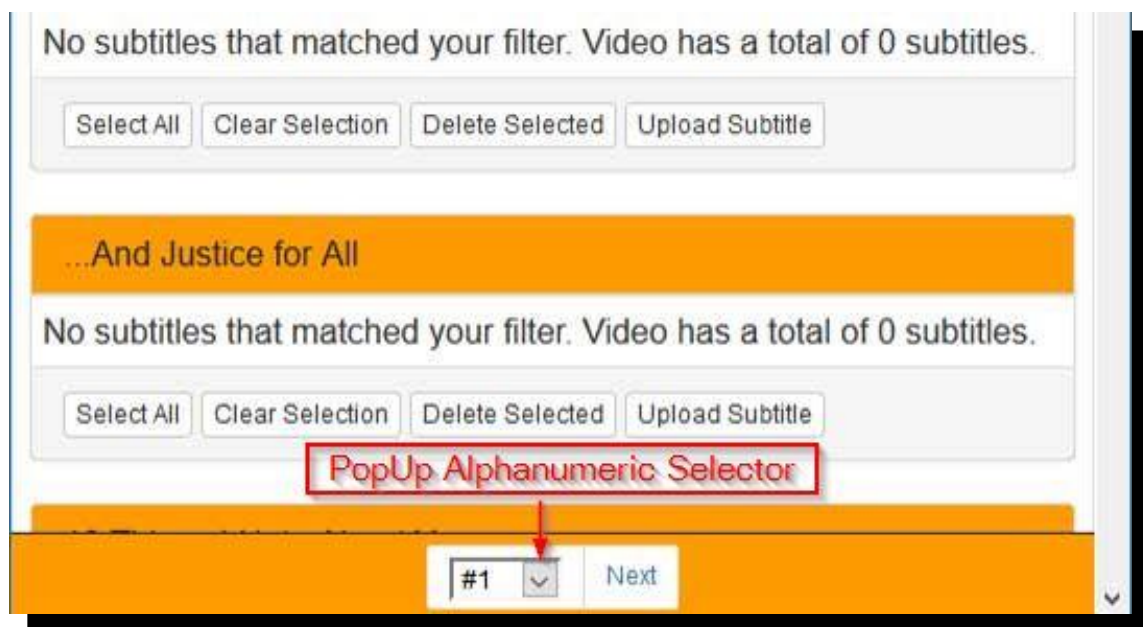 No subtitles that matched your filter. Video has a total of 0 subtitles.
Select All Clear Selection Delete Selected Upload Subtitle
...And Justice for All
No subtitles that matched your filter. Video has a total of 0 subtitles.
Select All Clear Selection Delete Selected Upload Subtitle
PopUp Alphanumeric Selector
#1 Next